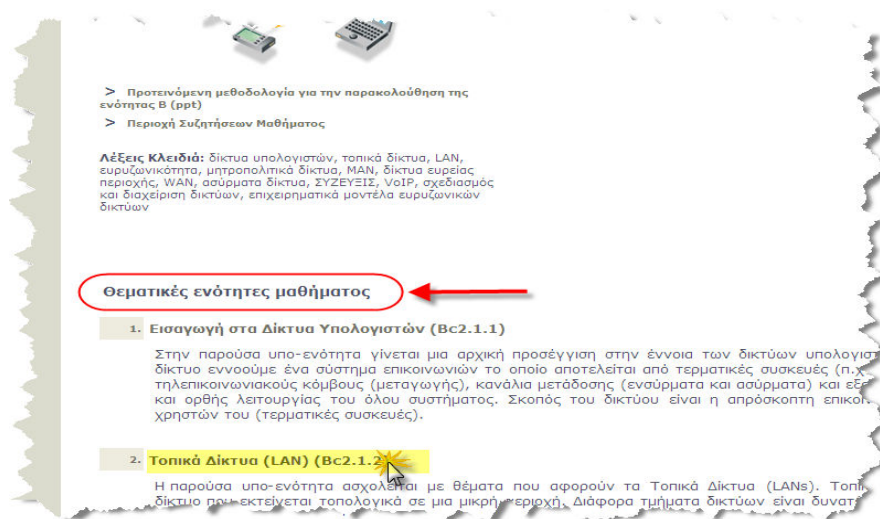 > Προτεινόμενη μεθοδολογία για την παρακολούθηση της
ενότητας Β (ppt)
> Περιοχή Συζητήσεων Μαθήματος
Λέξεις Κλειδιά: δίκτυα υπολογιστών, τοπικά δίκτυα, LAN,
ευρυζωνικότητα, μητροπολιτικά δίκτυα, MAN, δίκτυα ευρείας
περιοχής, WAN, ασύρματα δίκτυα, ΣΥΖΕΥΞΙΣ, VoIP, σχεδιασμός
και διαχείριση δικτύων, επιχειρηματικά μοντέλα ευρυζωνικών
δικτύων
Θεματικές ενότητες μαθήματος
1. Εισαγωγή στα Δίκτυα Υπολογιστών (Bc2.1.1)
Στην παρούσα υπο-ενότητα γίνεται μια αρχική προσέγγιση στην έννοια των δικτύων
δίκτυο εννοούμε ένα σύστημα επικοινωνιών το οποίο αποτελείται από τερματικές συσκευές (π.χ.
τηλεπικοινωνιακούς κόμβους (μεταγωγής), κανάλια μετάδοσης (ενσύρματα και ασύρματα) και
και ορθής λειτουργίας του όλου συστήματος. Σκοπός του δικτύου είναι η απρόσκοπτη
χρηστών του (τερματικές συσκευές).
2. Τοπικά Δίκτυα (LAN) (Bc2.1.2)
Η παρούσα υπο-ενότητα ασχολείται με θέματα που αφορούν τα Τοπικά Δίκτυα (LANs).
δίκτυο που εκτείνεται τοπολογικά σε μια μικρή περιοχή. Διάφορα τμήματα δικτύων είναι